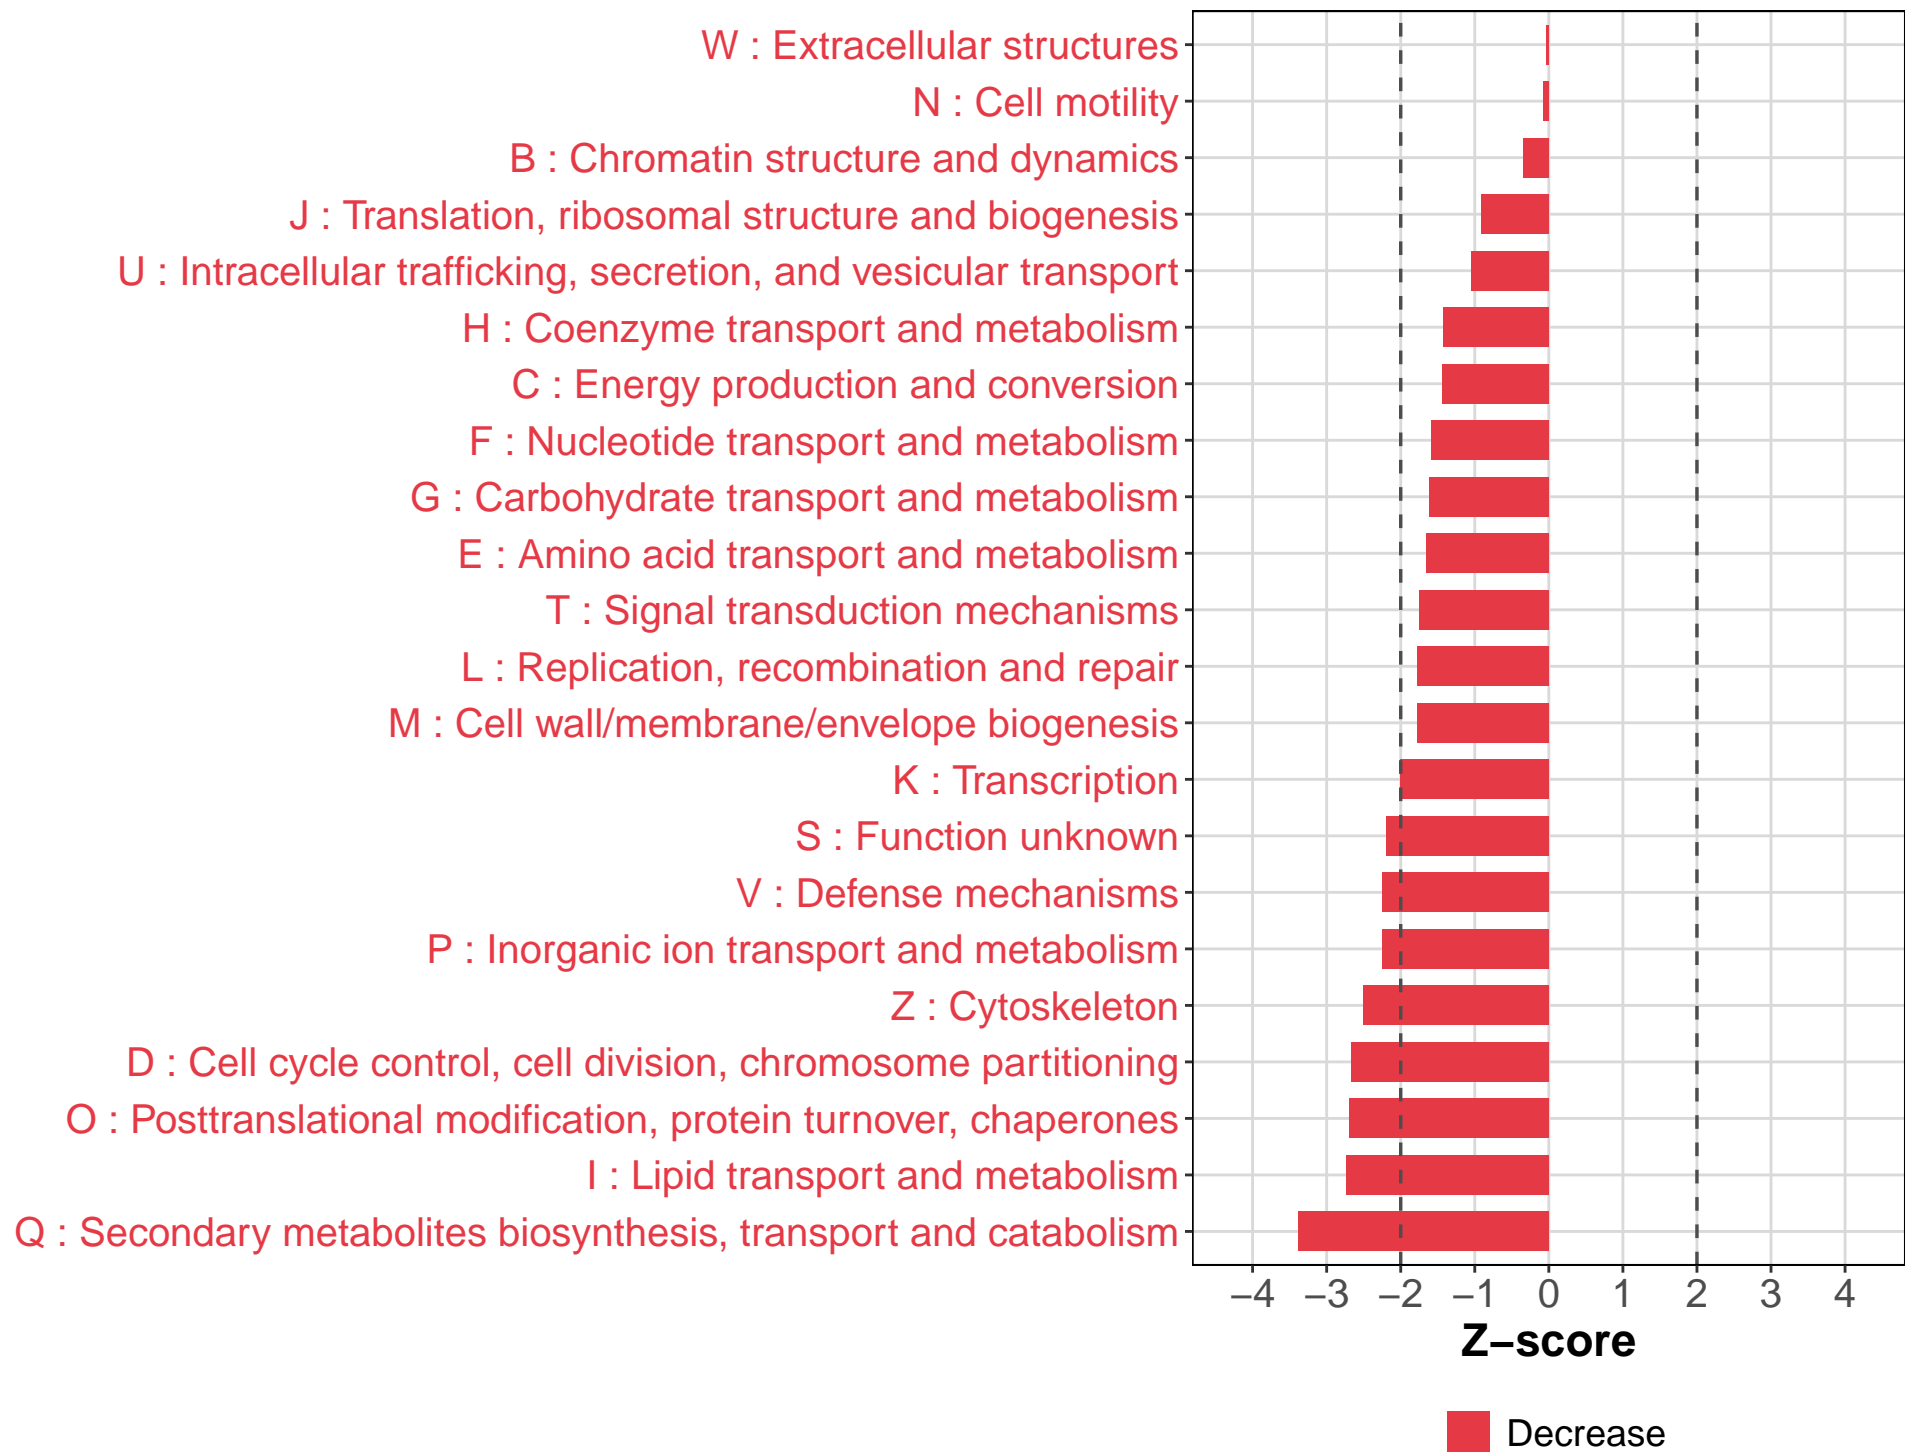 W : Extracellular structures
N : Cell motility
B : Chromatin structure and dynamics
J : Translation, ribosomal structure and biogenesis
U : Intracellular trafficking, secretion, and vesicular transport
H : Coenzyme transport and metabolism
C : Energy production and conversion
F : Nucleotide transport and metabolism
G : Carbohydrate transport and metabolism
E : Amino acid transport and metabolism
T : Signal transduction mechanisms
L : Replication, recombination and repair
M : Cell wall/membrane/envelope biogenesis
K : Transcription
S : Function unknown
V : Defense mechanisms
P : Inorganic ion transport and metabolism
Z : Cytoskeleton
D : Cell cycle control, cell division, chromosome partitioning
O : Posttranslational modification, protein turnover, chaperones
I : Lipid transport and metabolism
Q : Secondary metabolites biosynthesis, transport and catabolism
−4 −3 −2 −1 0 1 2 3 4
Z−score
Decrease